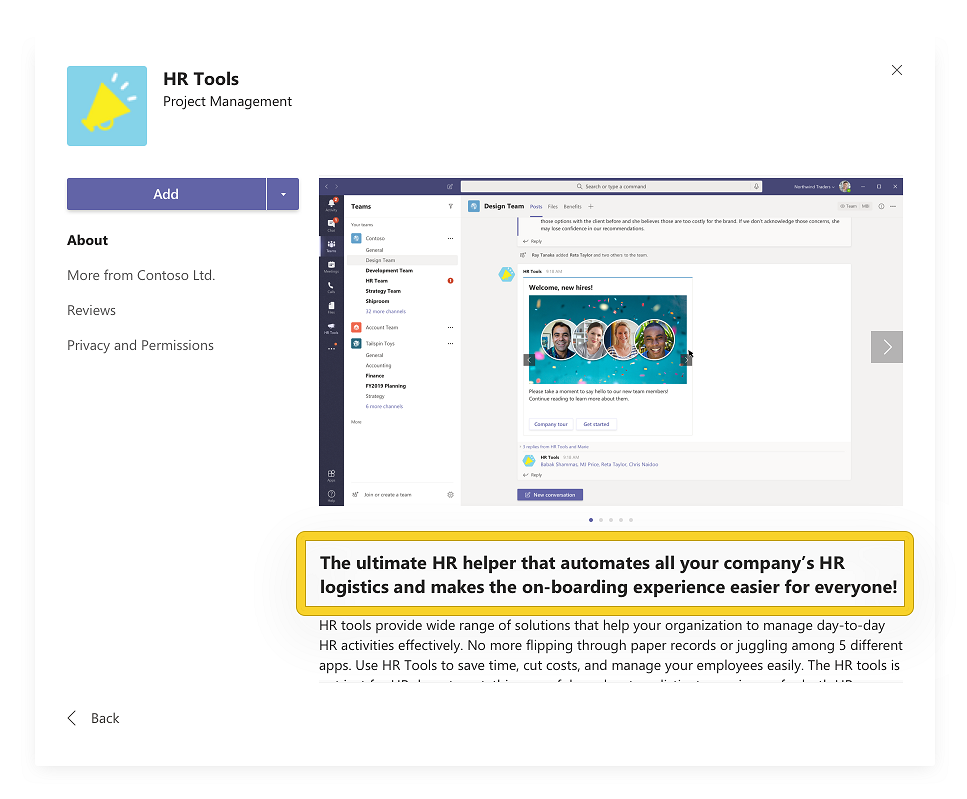 HR Tools
Project Management
Add
About
More from Contoso Ltd.
Reviews
Privacy and Permissions
Search or type a command
Northwind Traders
Activity
Chat
Teams
Meetings
Calls
Files
HR Tools
Apps
Help
Teams
Your teams
Contoso
General
Design Team
Development Team
HR Team
Strategy Team
Shiproom
32 more channels
Account Team
Tailspin Toys
General
Accounting
Finance
FY2019 Planning
Strategy
6 more channels
More
Join or create a team
Design Team Posts Files Benefits +
Team
those options with the client before and she believes those are too costly for the brand. If we don't acknowledge those concerns, she
may lose confidence in our recommendations.
Reply
Ray Tanaka added Reta Taylor and two others to the team.
HR Tools 9:18 AM
Welcome, new hires!
Please take a moment to say hello to our new team members!
Continue reading to learn more about them.
Company tour Get started
3 replies from HR Tools and Marie
HR Tools 9:18 AM
Babak Shammas, MJ Price, Reta Taylor, Chris Naidoo
Reply
New conversation
The ultimate HR helper that automates all your company’s HR
logistics and makes the on-boarding experience easier for everyone!
HR tools provide wide range of solutions that help your organization to manage day-to-day
HR activities effectively. No more flipping through paper records or juggling among 5 different
apps. Use HR Tools to save time, cut costs, and manage your employees easily. The HR tools is
Back